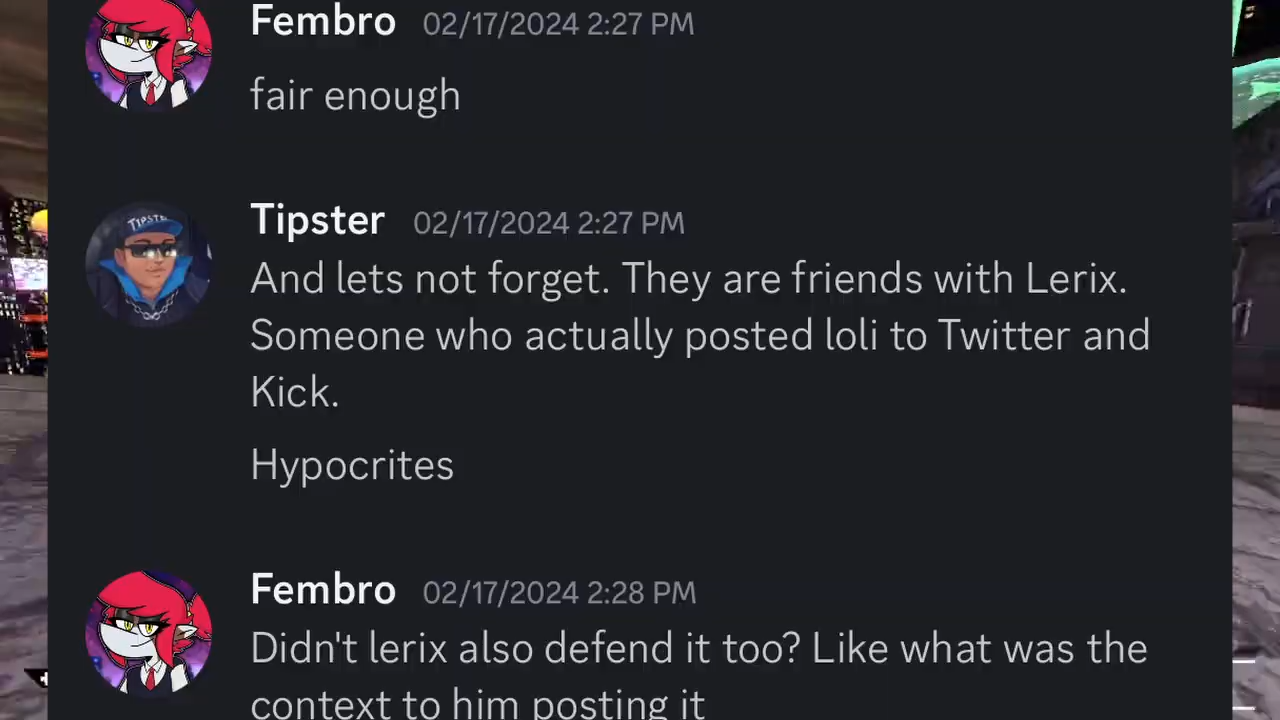 Fembro 02/17/2024 2:27 PM
fair enough
TIPSTE
Tipster 02/17/2024 2:27 PM
And lets not forget. They are friends with Lerix.
Someone who actually posted loli to Twitter and
Kick.
Hypocrites
Fembro 02/17/2024 2:28 PM
Didn't lerix also defend it too? Like what was the
context to him posting it